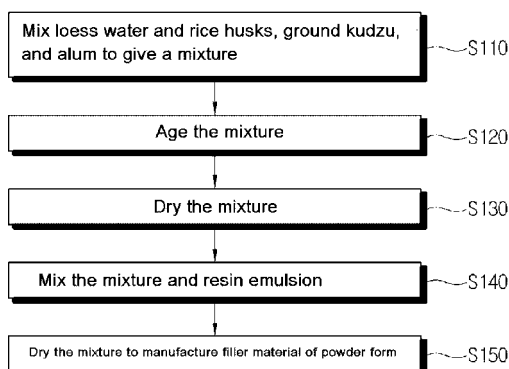 Mix loess water and rice husks, ground kudzu,
and alum to give a mixture
S110
Age the mixture
S120
Dry the mixture
S130
Mix the mixture and resin emulsion
S140
Dry the mixture to manufacture filler material of powder form
S150